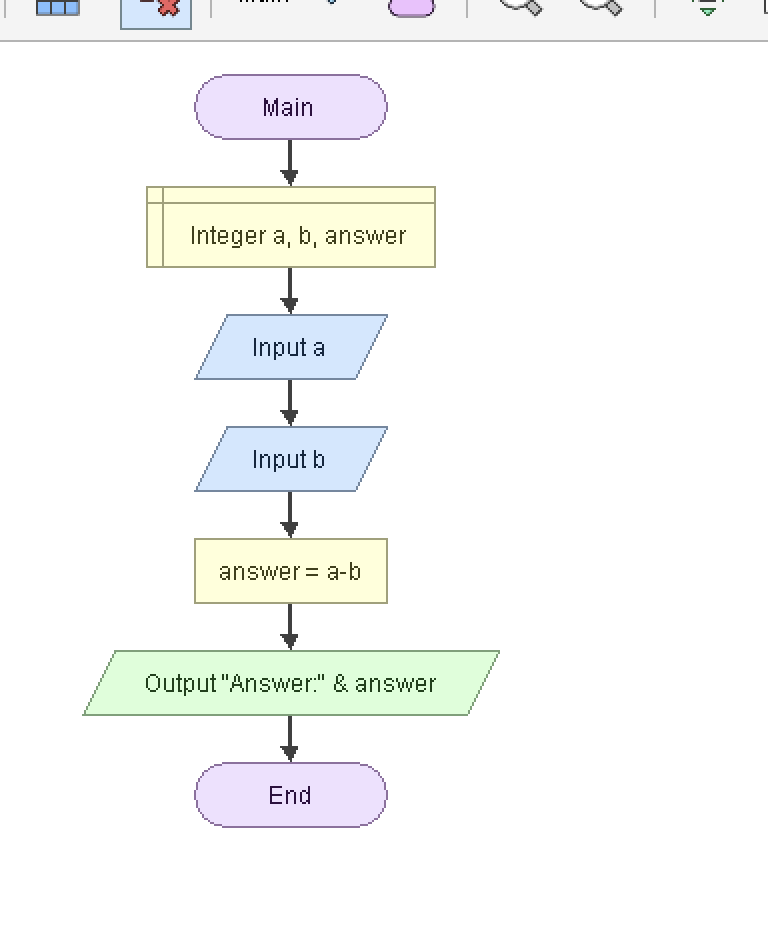 Main
Integer a, b, answer
Input a
Input b
answer = a-b
Output "Answer:" & answer
End